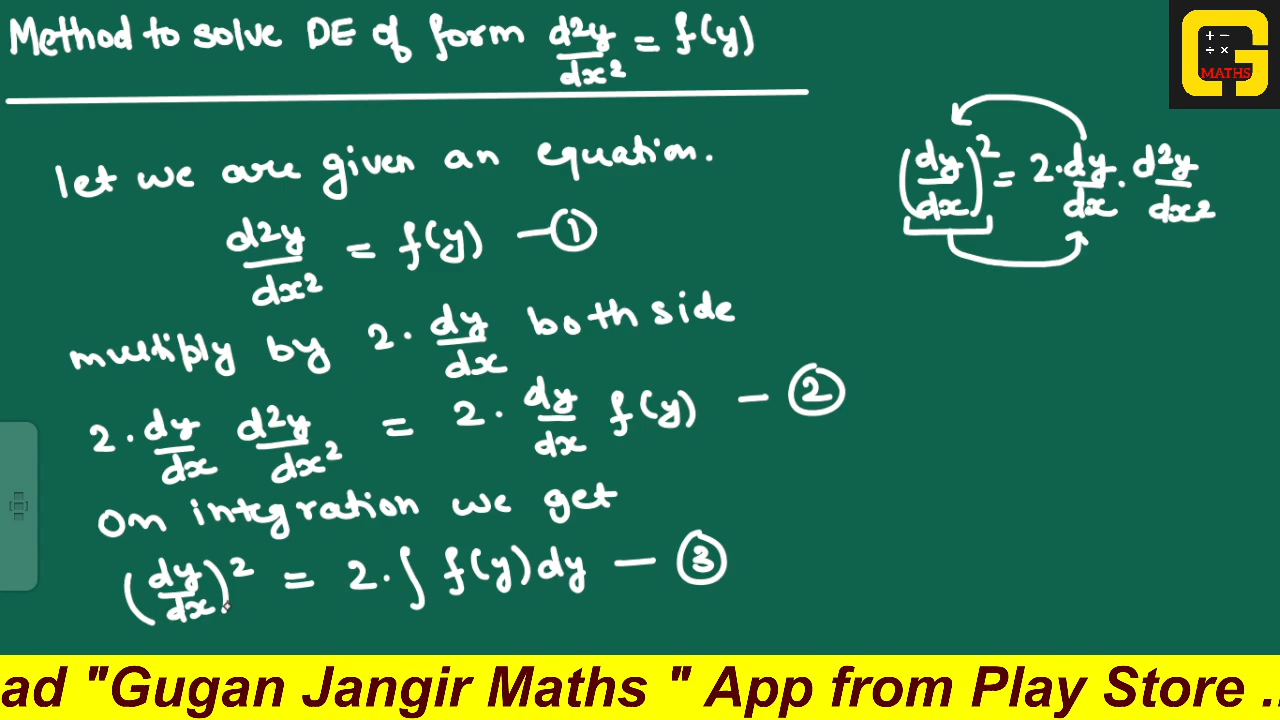 Method to solve DE of form d2y/dx2 = f(y)
+ −
÷ ×
MATHS
let we are given an equation.
(dy/dx)2 = 2·dy/dx · d2y/dx2
d2y/dx2 = f(y) — ①
multiply by 2·dy/dx both side
2·dy/dx d2y/dx2 = 2·dy/dx f(y) — ②
on integration we get
(dy/dx)2 = 2·∫ f(y) dy — ③
ad "Gugan Jangir Maths " App from Play Store ..